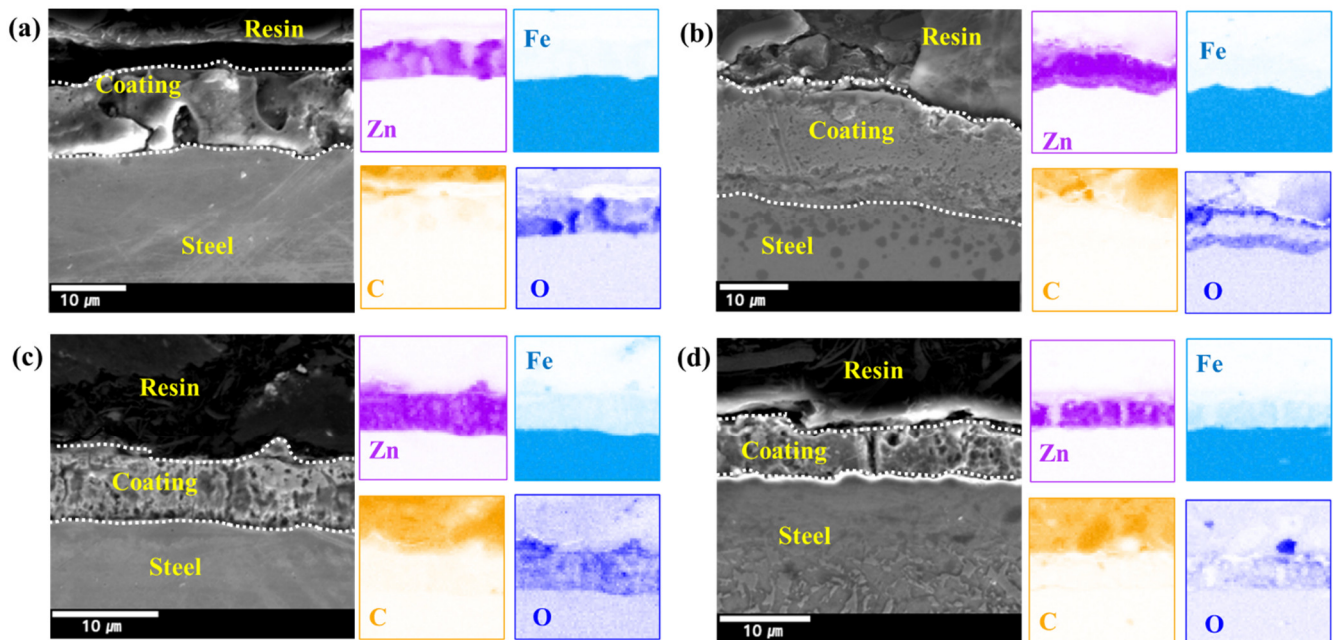 (a)
Resin
Coating
Steel
10 μm
Zn
Fe
C
O
(b)
Resin
Coating
Steel
10 μm
Zn
Fe
C
O
(c)
Resin
Coating
Steel
10 μm
Zn
Fe
C
O
(d)
Resin
Coating
Steel
10 μm
Zn
Fe
C
O